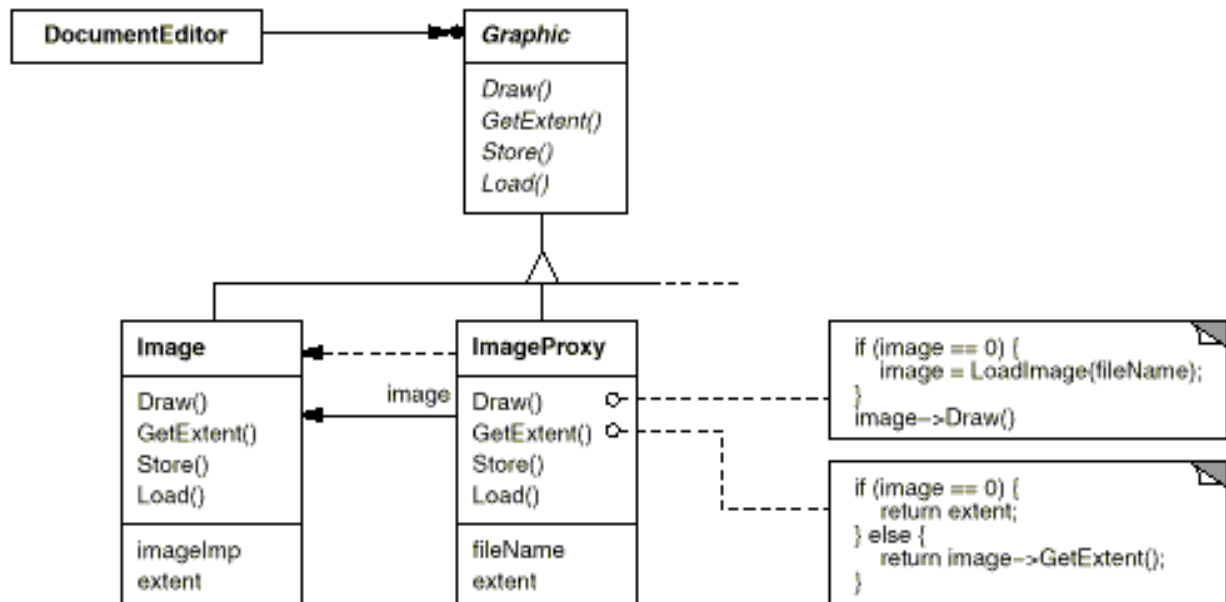 DocumentEditor
Graphic
Draw()
GetExtent()
Store()
Load()
Image
Draw()
GetExtent()
Store()
Load()
imageImp
extent
image
ImageProxy
Draw()
GetExtent()
Store()
Load()
fileName
extent
if (image == 0) {
image = LoadImage(fileName);
}
image->Draw()
if (image == 0) {
return extent;
} else {
return image->GetExtent();
}